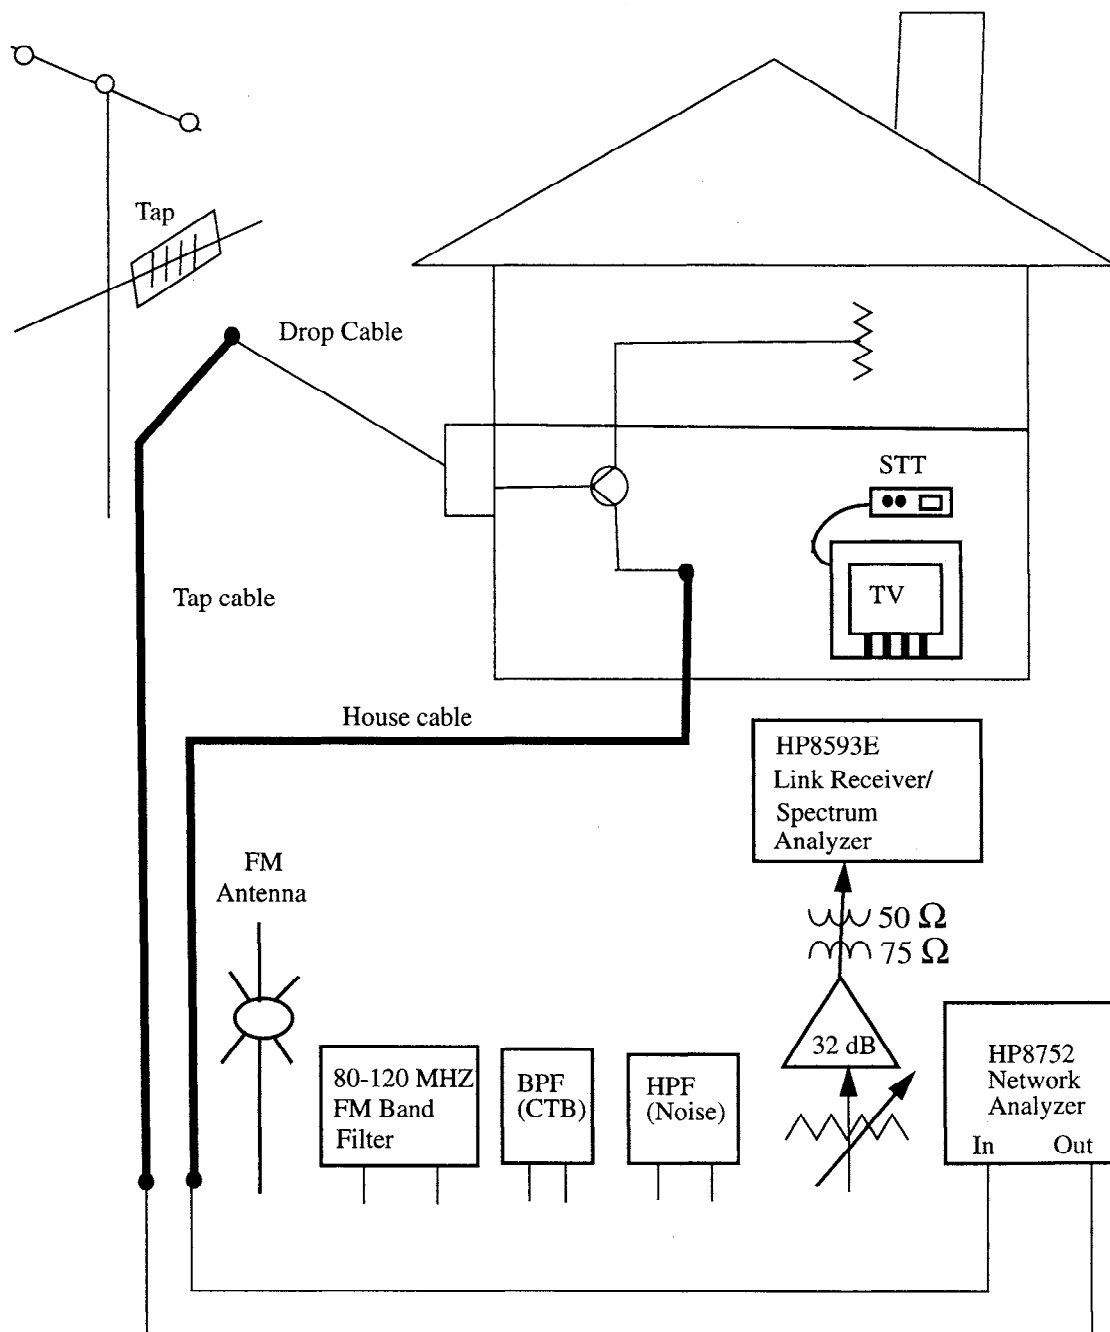 Tap
Drop Cable
STT
TV
Tap cable
House cable
HP8593E
Link Receiver/
Spectrum
Analyzer
FM
Antenna
50 Ω
75 Ω
32 dB
80-120 MHZ
FM Band
Filter
BPF
(CTB)
HPF
(Noise)
HP8752
Network
Analyzer
In Out